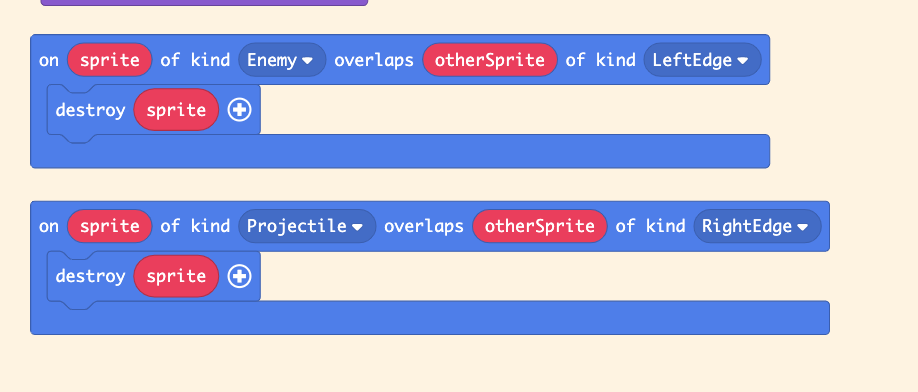 on sprite of kind Enemy overlaps otherSprite of kind LeftEdge
destroy sprite
on sprite of kind Projectile overlaps otherSprite of kind RightEdge
destroy sprite